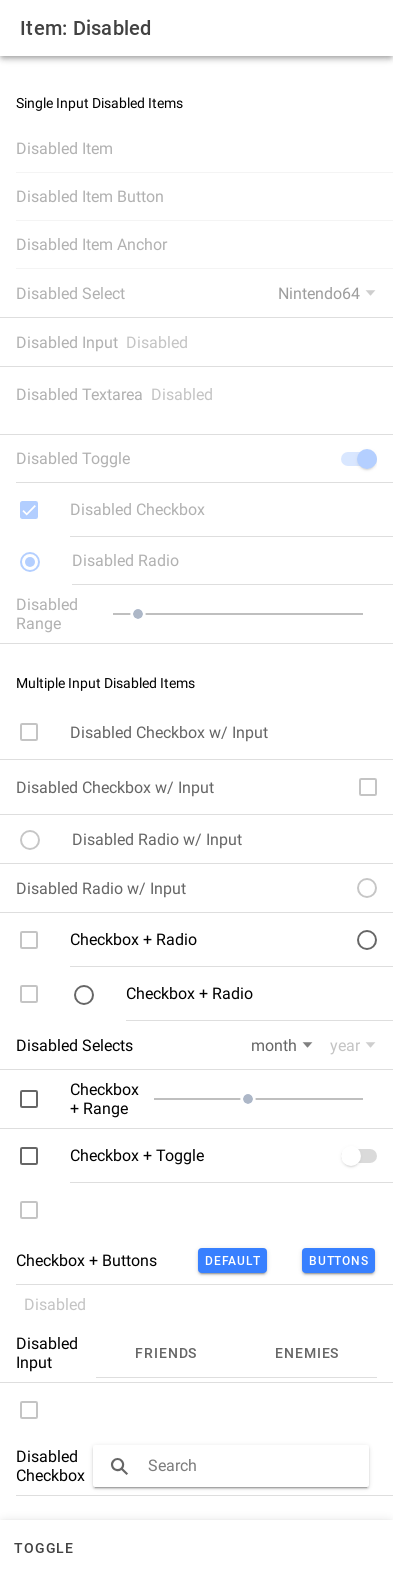 Item: Disabled
Single Input Disabled Items
Disabled Item
Disabled Item Button
Disabled Item Anchor
Disabled Select Nintendo64
Disabled Input Disabled
Disabled Textarea Disabled
Disabled Toggle
Disabled Checkbox
Disabled Radio
Disabled
Range
Multiple Input Disabled Items
Disabled Checkbox w/ Input
Disabled Checkbox w/ Input
Disabled Radio w/ Input
Disabled Radio w/ Input
Checkbox + Radio
Checkbox + Radio
Disabled Selects month year
Checkbox
+ Range
Checkbox + Toggle
Checkbox + Buttons DEFAULT BUTTONS
Disabled
Disabled
Input
FRIENDS ENEMIES
Disabled
Checkbox
Search
TOGGLE